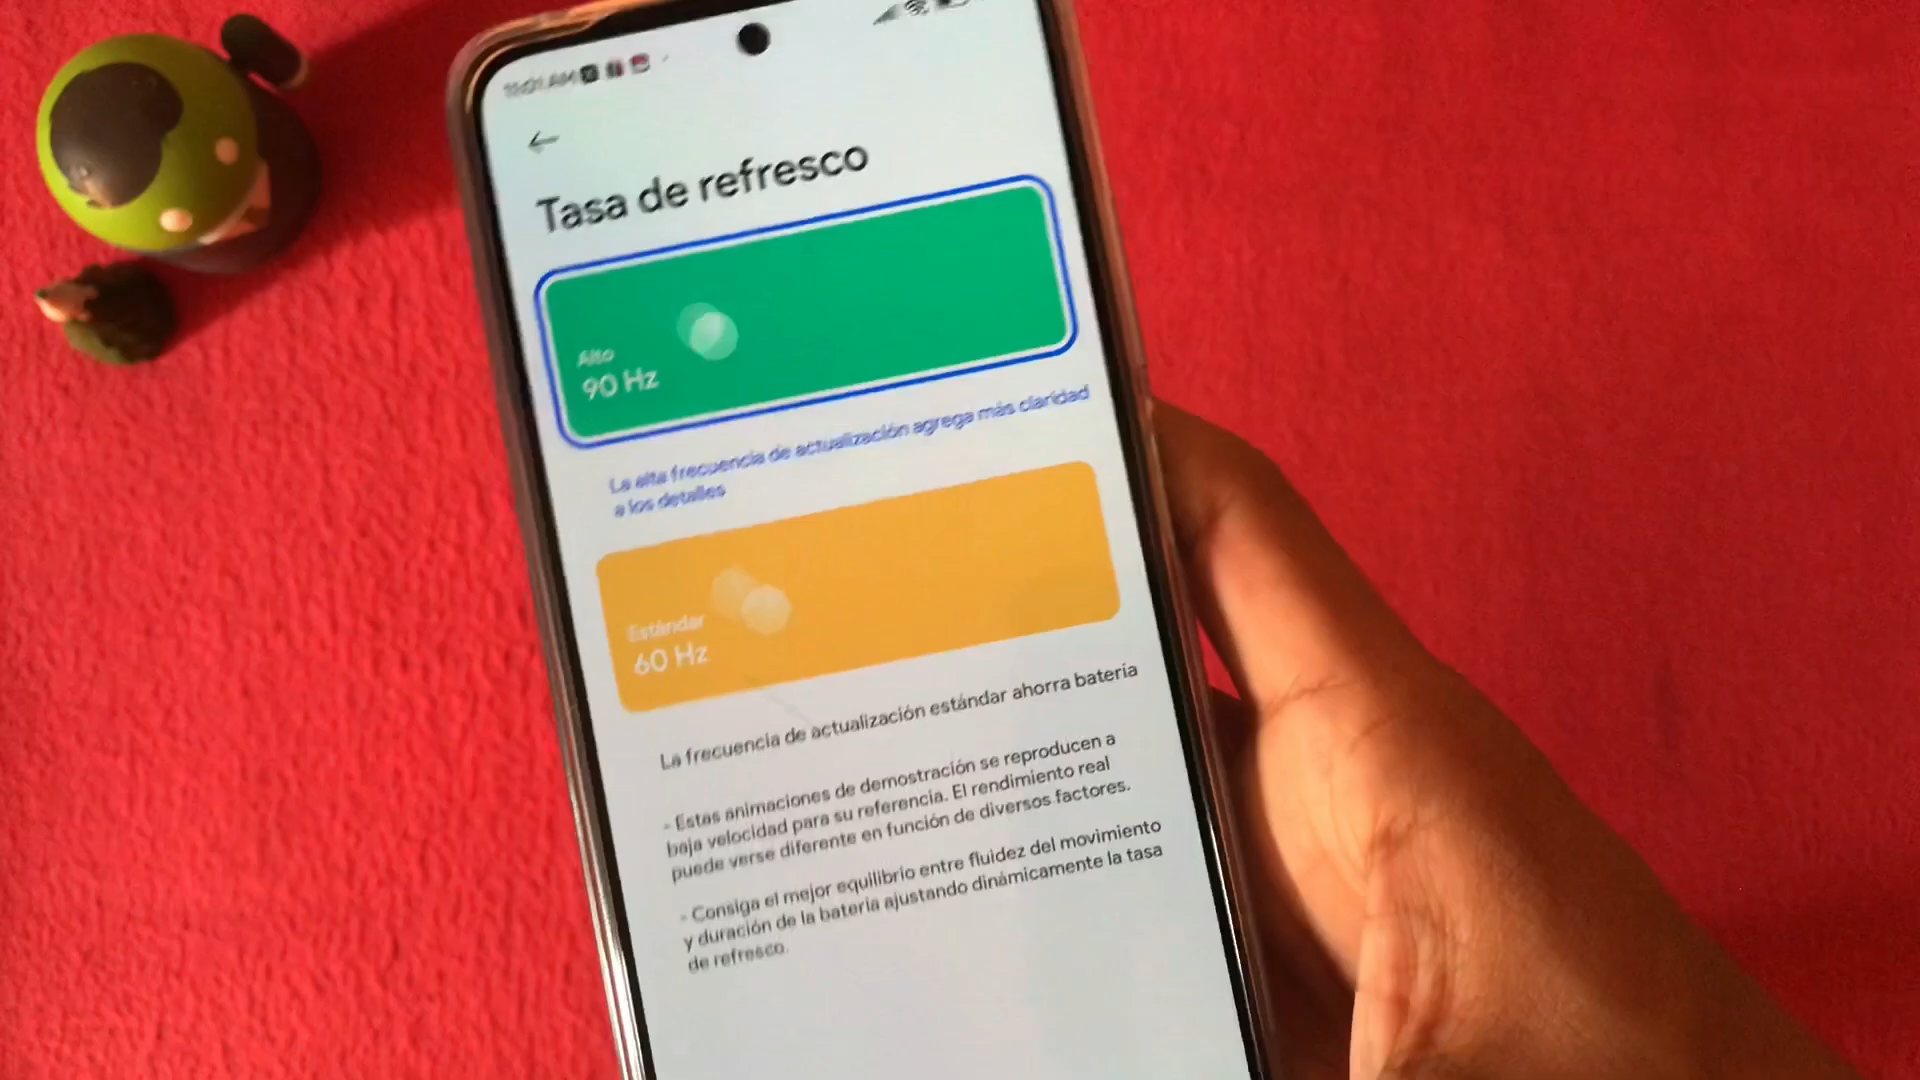 11:01 AM
Tasa de refresco
Alto
90 Hz
La alta frecuencia de actualización agrega más claridad
a los detalles
Estándar
60 Hz
La frecuencia de actualización estándar ahorra batería
- Estas animaciones de demostración se reproducen a
baja velocidad para su referencia. El rendimiento real
puede verse diferente en función de diversos factores.
- Consiga el mejor equilibrio entre fluidez del movimiento
y duración de la batería ajustando dinámicamente la tasa
de refresco.